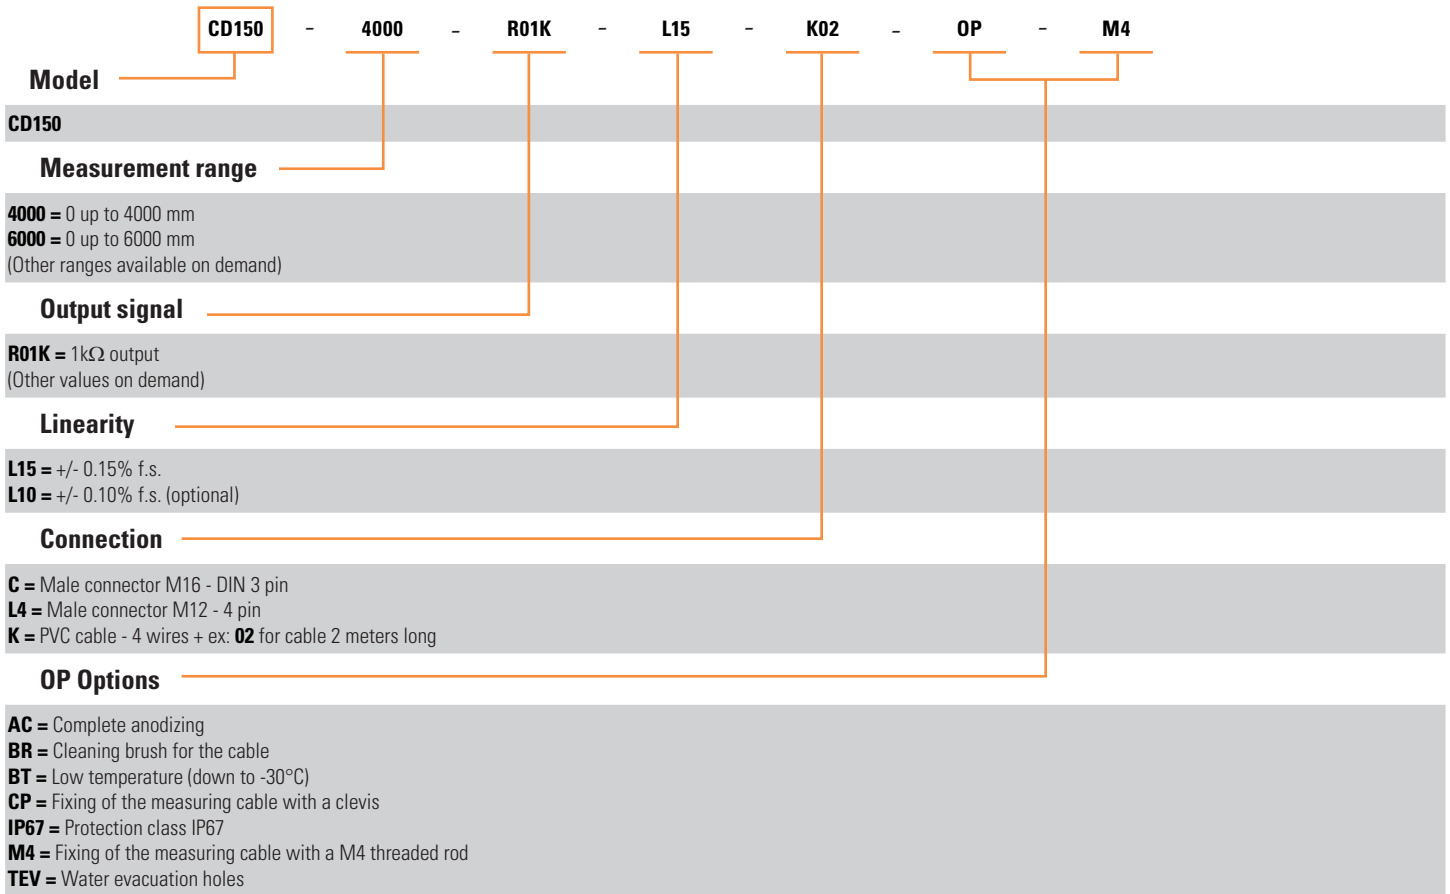 CD150 - 4000 - R01K - L15 - K02 - OP - M4
Model
CD150
Measurement range
4000 = 0 up to 4000 mm
6000 = 0 up to 6000 mm
(Other ranges available on demand)
Output signal
R01K = 1kΩ output
(Other values on demand)
Linearity
L15 = +/- 0.15% f.s.
L10 = +/- 0.10% f.s. (optional)
Connection
C = Male connector M16 - DIN 3 pin
L4 = Male connector M12 - 4 pin
K = PVC cable - 4 wires + ex: 02 for cable 2 meters long
OP Options
AC = Complete anodizing
BR = Cleaning brush for the cable
BT = Low temperature (down to -30°C)
CP = Fixing of the measuring cable with a clevis
IP67 = Protection class IP67
M4 = Fixing of the measuring cable with a M4 threaded rod
TEV = Water evacuation holes